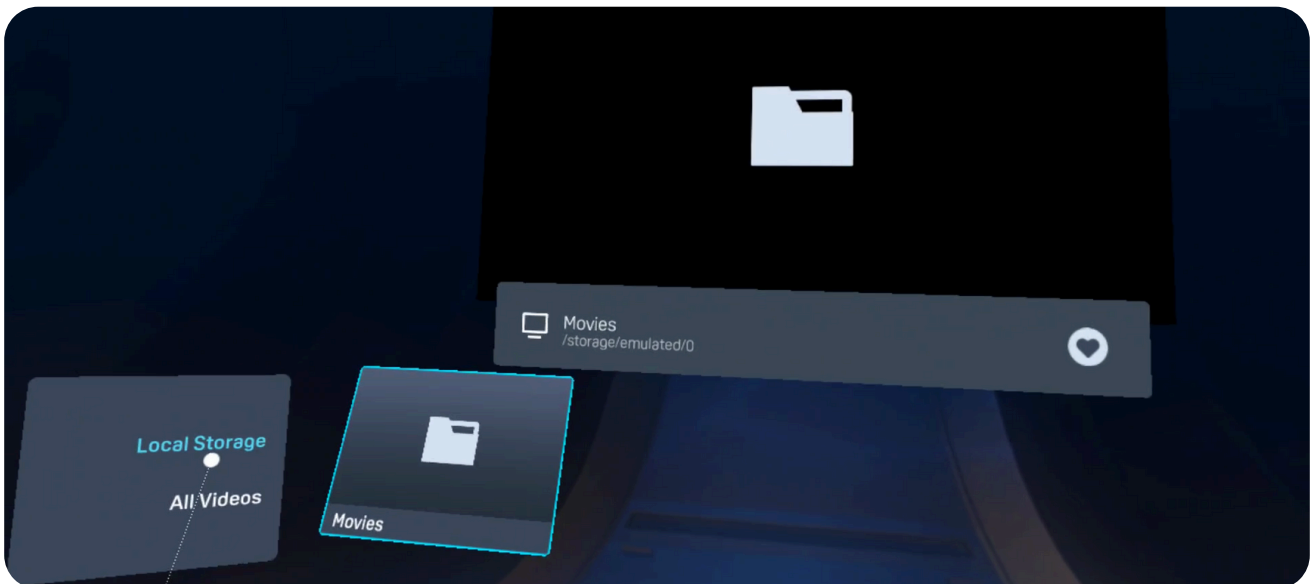 Movies
/storage/emulated/0
Local Storage
All Videos
Movies